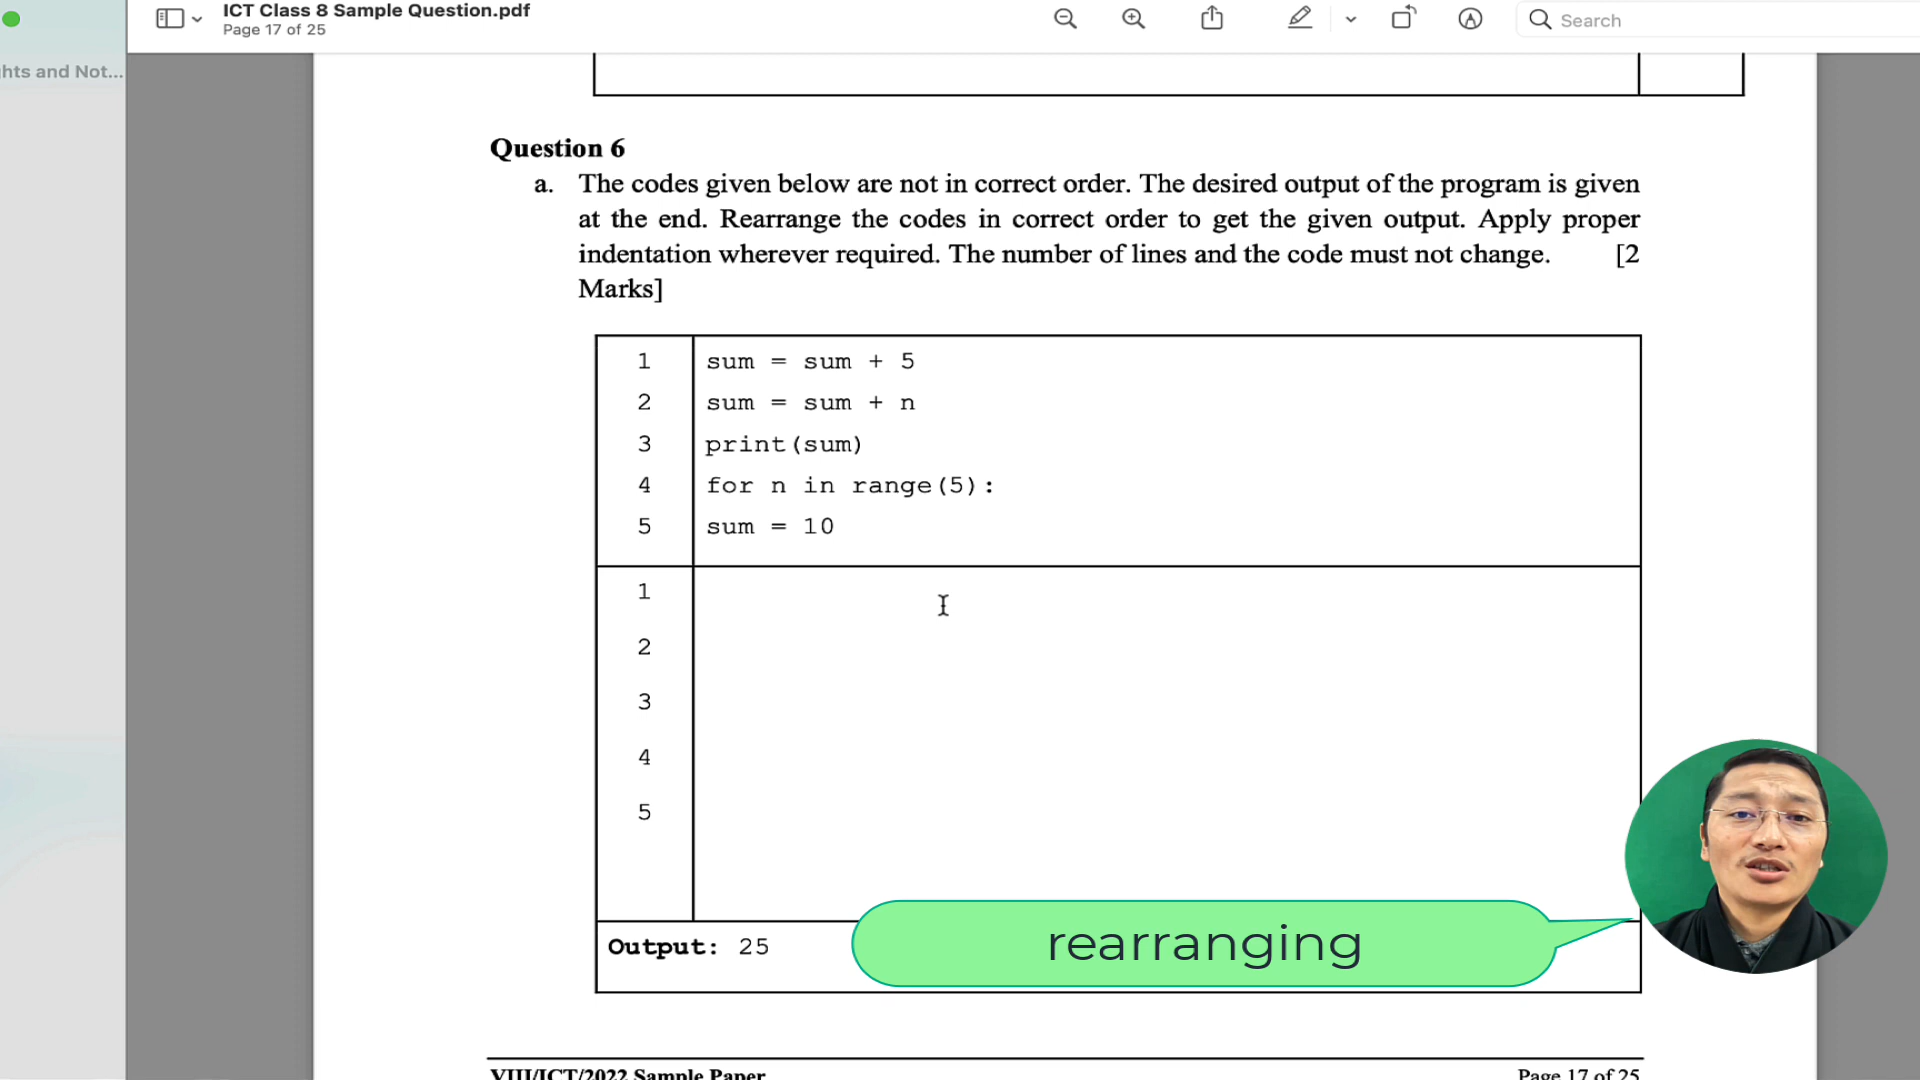 ICT Class 8 Sample Question.pdf
Page 17 of 25
Search
hts and Not...
Question 6
a. The codes given below are not in correct order. The desired output of the program is given
at the end. Rearrange the codes in correct order to get the given output. Apply proper
indentation wherever required. The number of lines and the code must not change. [2
Marks]
1 sum = sum + 5
2 sum = sum + n
3 print(sum)
4 for n in range(5):
5 sum = 10
1
2
3
4
5
Output: 25
rearranging
VIII/ICT/2022 Sample Paper
Page 17 of 25